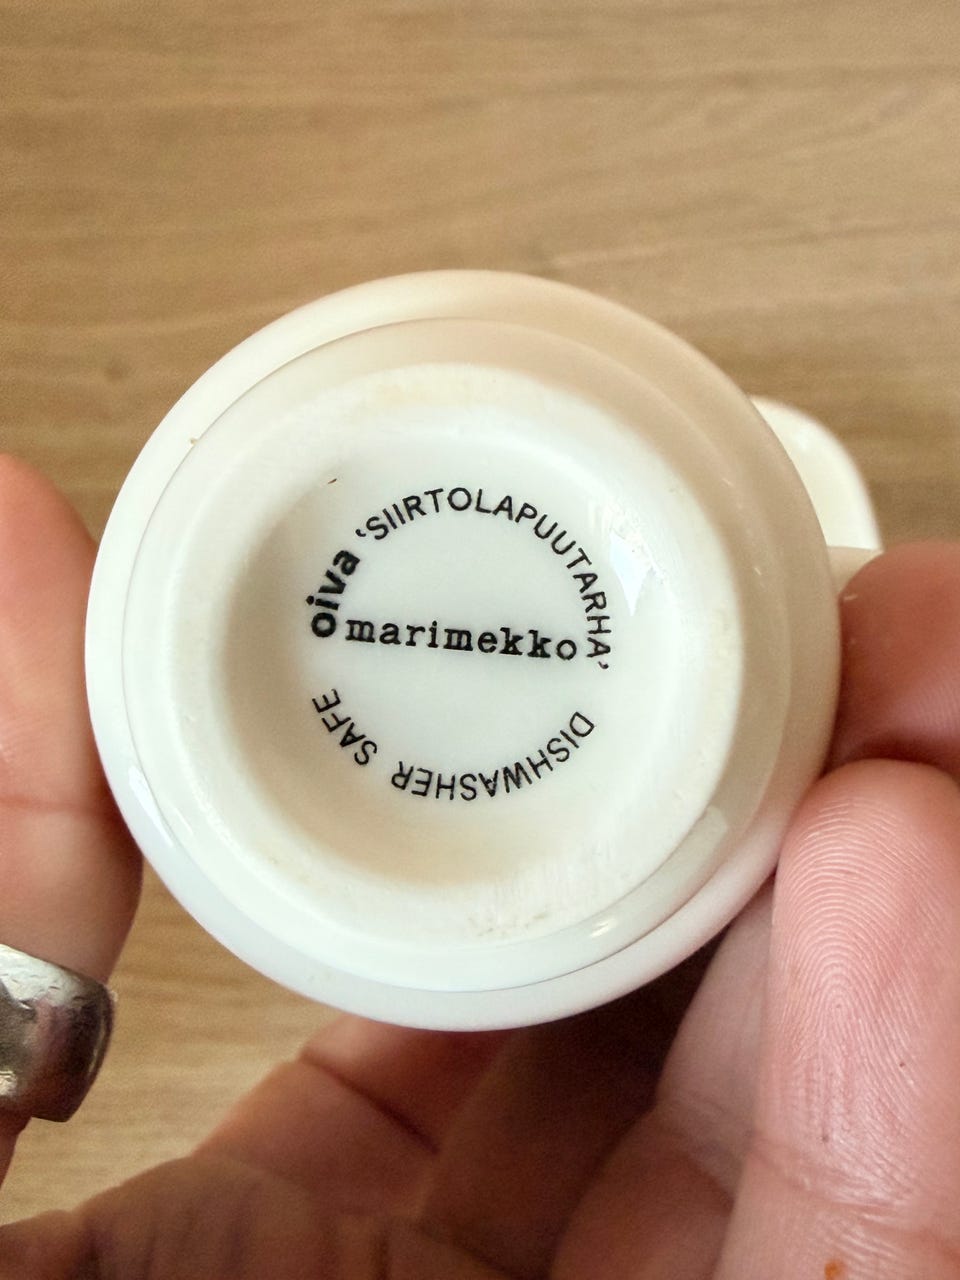 oiva 'SIIRTOLAPUUTARHA'
marimekko
DISHWASHER SAFE